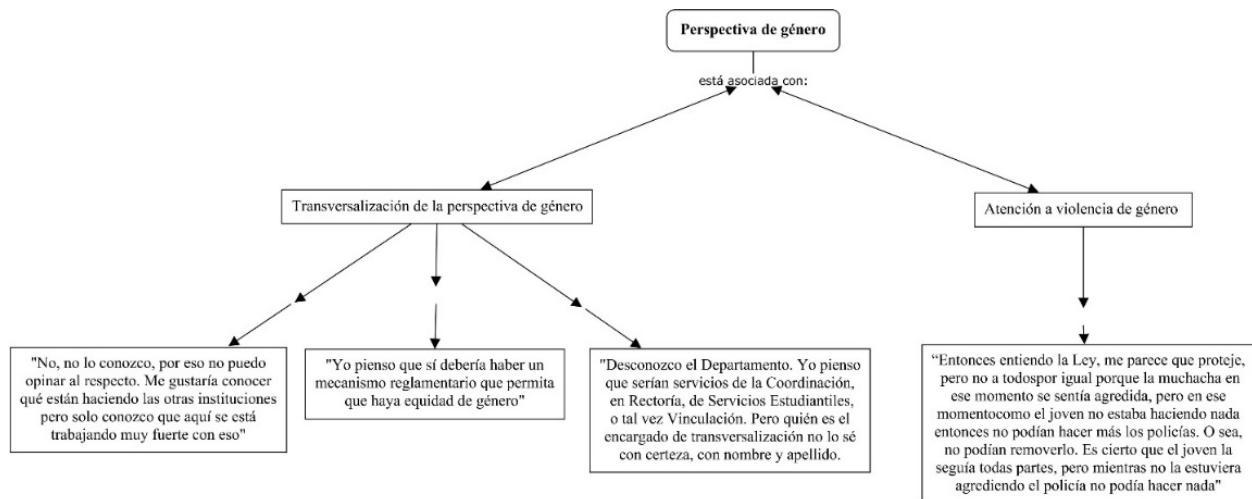 Perspectiva de género
está asociada con:
Transversalización de la perspectiva de género
Atención a violencia de género
"No, no lo conozco, por eso no puedo
opinar al respecto. Me gustaría conocer
qué están haciendo las otras instituciones
pero solo conozco que aquí se está
trabajando muy fuerte con eso"
"Yo pienso que sí debería haber un
mecanismo reglamentario que permita
que haya equidad de género"
"Desconozco el Departamento. Yo pienso
que serían servicios de la Coordinación,
en Rectoría, de Servicios Estudiantiles,
o tal vez Vinculación. Pero quién es el
encargado de transversalización no lo sé
con certeza, con nombre y apellido.
“Entonces entiendo la Ley, me parece que proteje,
pero no a todospor igual porque la muchacha en
ese momento se sentía agredida, pero en ese
momentocomo el joven no estaba haciendo nada
entonces no podían hacer más los policías. O sea,
no podían removerlo. Es cierto que el joven la
seguía todas partes, pero mientras no la estuviera
agrediendo el policía no podía hacer nada"